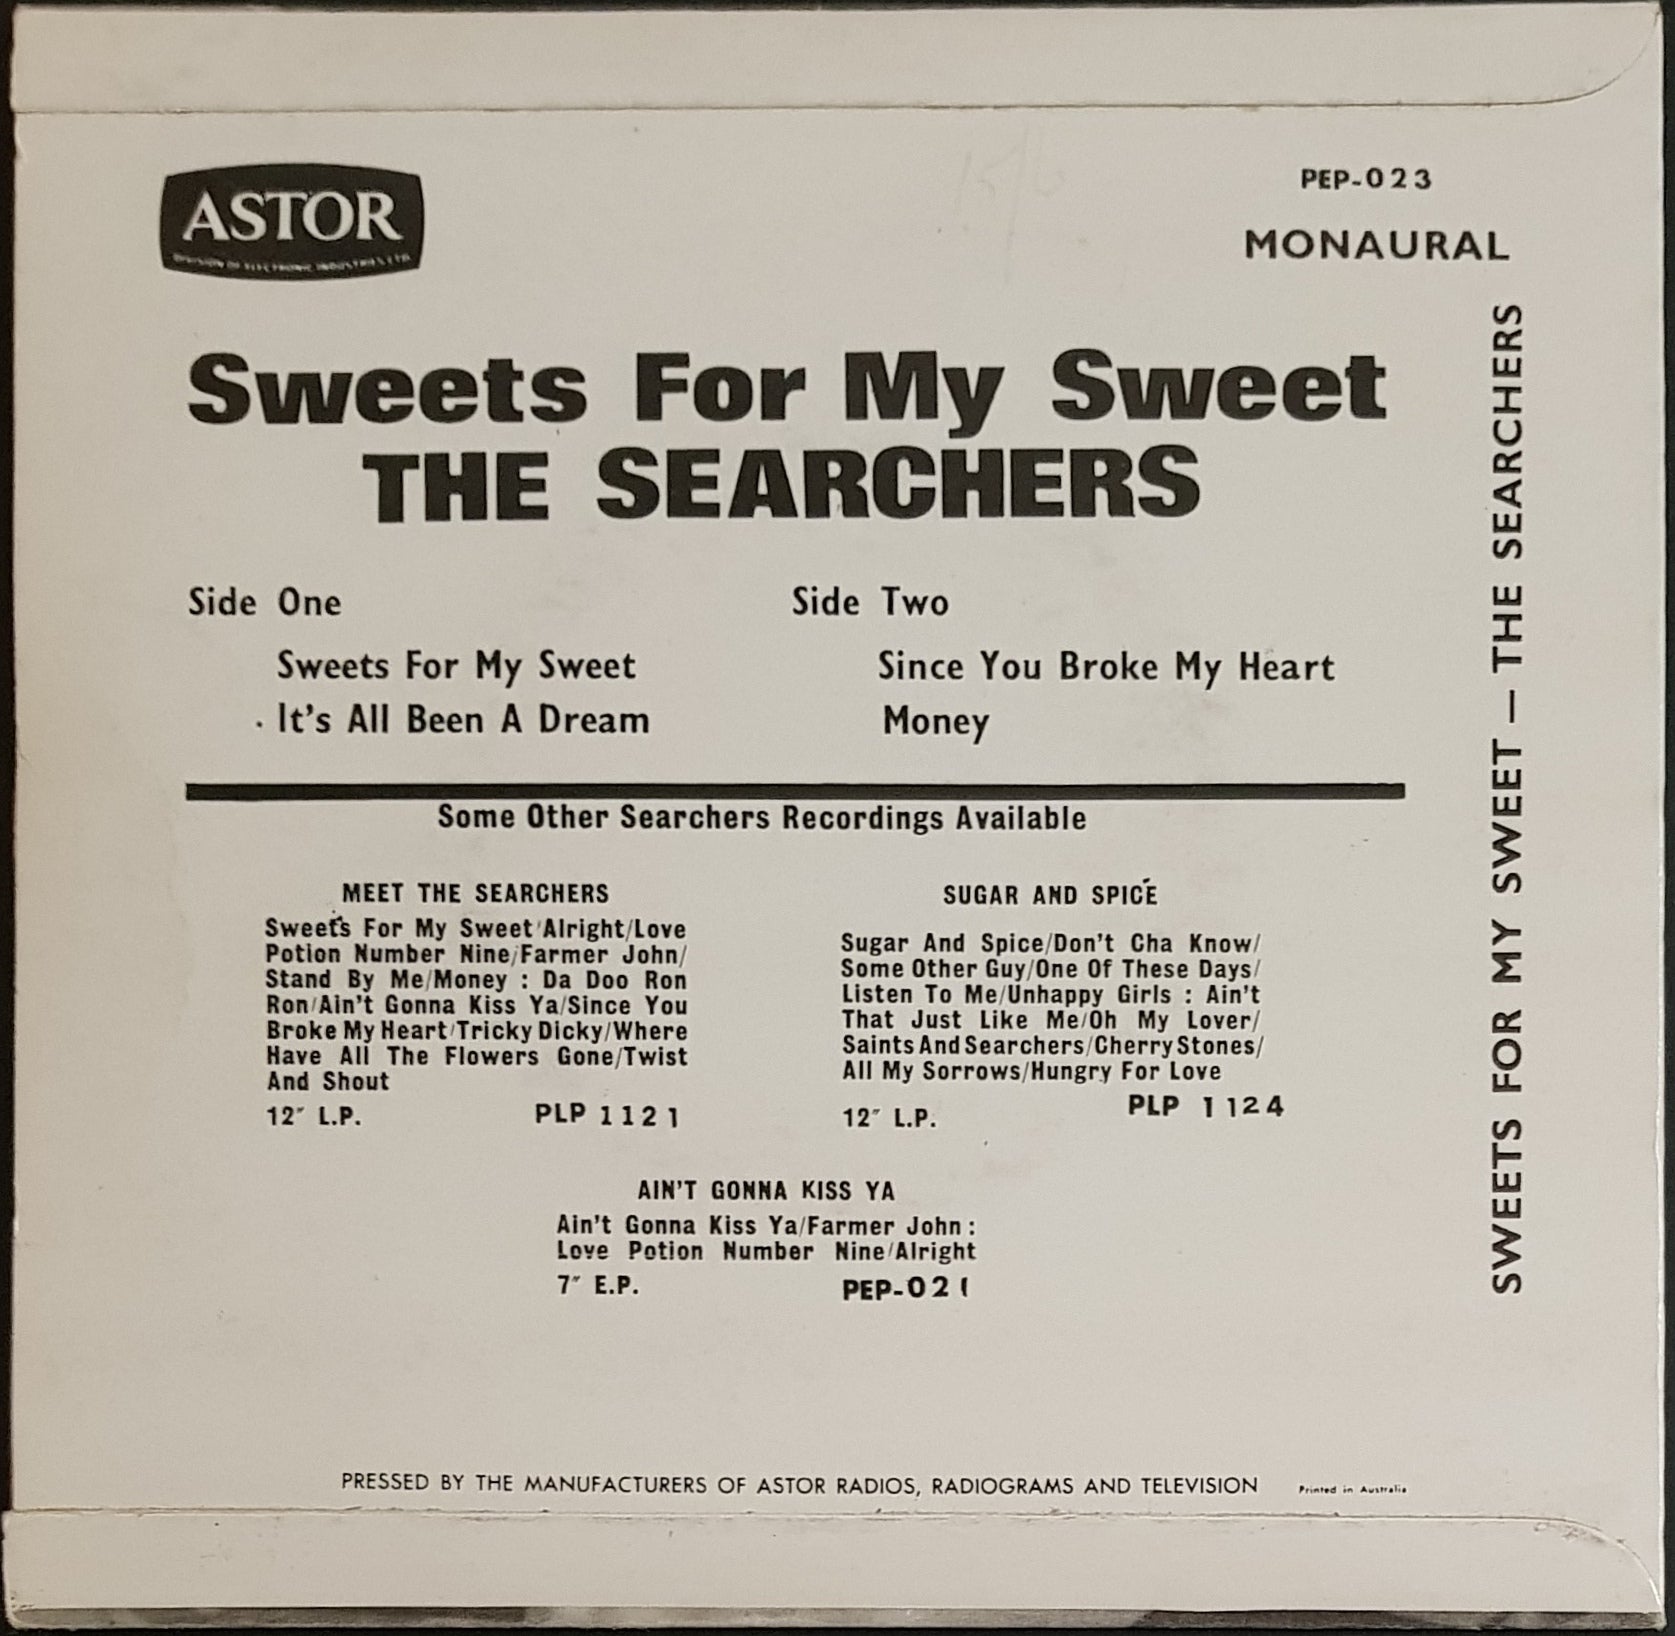 ASTOR
DIVISION OF ELECTRONIC INDUSTRIES LTD.
PEP-023
MONAURAL
Sweets For My Sweet
THE SEARCHERS
Side One
Sweets For My Sweet
It's All Been A Dream
Side Two
Since You Broke My Heart
Money
Some Other Searchers Recordings Available
MEET THE SEARCHERS
Sweets For My Sweet/Alright/Love
Potion Number Nine/Farmer John/
Stand By Me/Money : Da Doo Ron
Ron/Ain't Gonna Kiss Ya/Since You
Broke My Heart/Tricky Dicky/Where
Have All The Flowers Gone/Twist
And Shout
12" L.P. PLP 1121
SUGAR AND SPICE
Sugar And Spice/Don't Cha Know/
Some Other Guy/One Of These Days/
Listen To Me/Unhappy Girls : Ain't
That Just Like Me/Oh My Lover/
Saints And Searchers/Cherry Stones/
All My Sorrows/Hungry For Love
12" L.P. PLP 1124
AIN'T GONNA KISS YA
Ain't Gonna Kiss Ya/Farmer John :
Love Potion Number Nine/Alright
7" E.P. PEP-021
PRESSED BY THE MANUFACTURERS OF ASTOR RADIOS, RADIOGRAMS AND TELEVISION Printed in Australia
SWEETS FOR MY SWEET — THE SEARCHERS